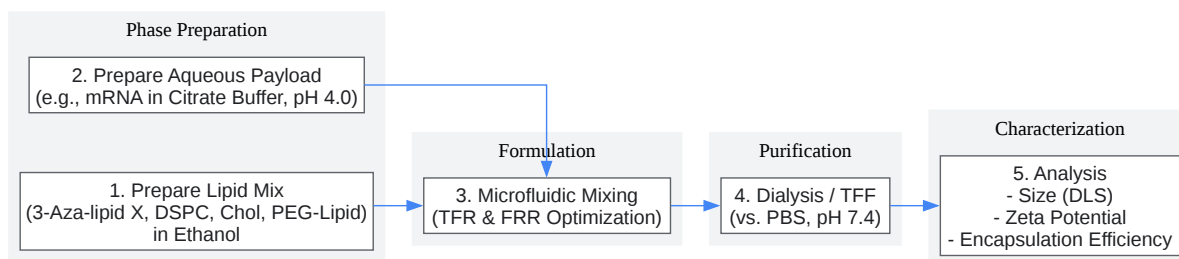 Phase Preparation
2. Prepare Aqueous Payload
(e.g., mRNA in Citrate Buffer, pH 4.0)
1. Prepare Lipid Mix
(3-Aza-lipid X, DSPC, Chol, PEG-Lipid)
in Ethanol
Formulation
3. Microfluidic Mixing
(TFR & FRR Optimization)
Purification
4. Dialysis / TFF
(vs. PBS, pH 7.4)
Characterization
5. Analysis
- Size (DLS)
- Zeta Potential
- Encapsulation Efficiency